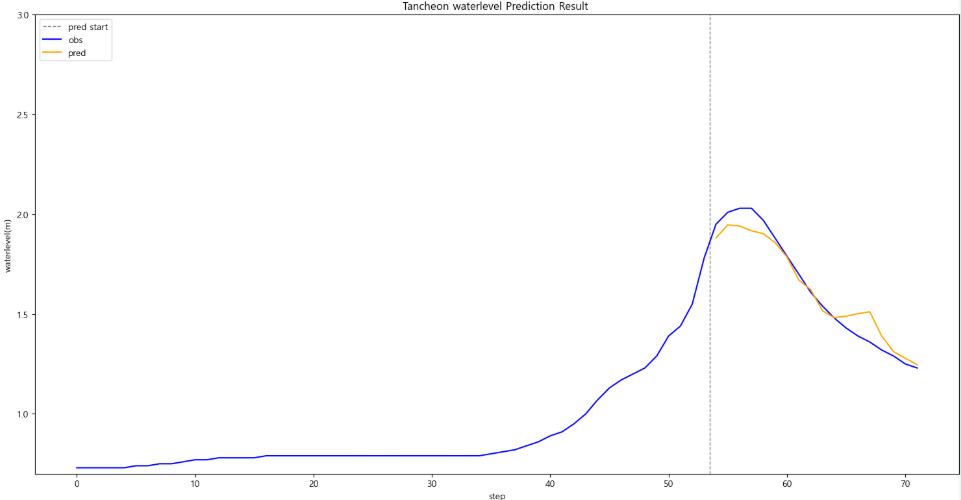 Tancheon waterlevel Prediction Result
pred start
obs
pred
3.0
2.5
2.0
1.5
1.0
waterlevel(m)
0 10 20 30 40 50 60 70
step